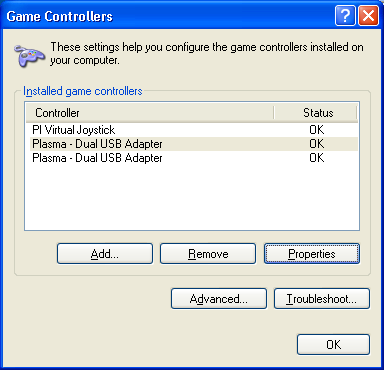 Game Controllers
These settings help you configure the game controllers installed on
your computer.
Installed game controllers
Controller Status
PI Virtual Joystick OK
Plasma - Dual USB Adapter OK
Plasma - Dual USB Adapter OK
Add... Remove Properties
Advanced... Troubleshoot...
OK